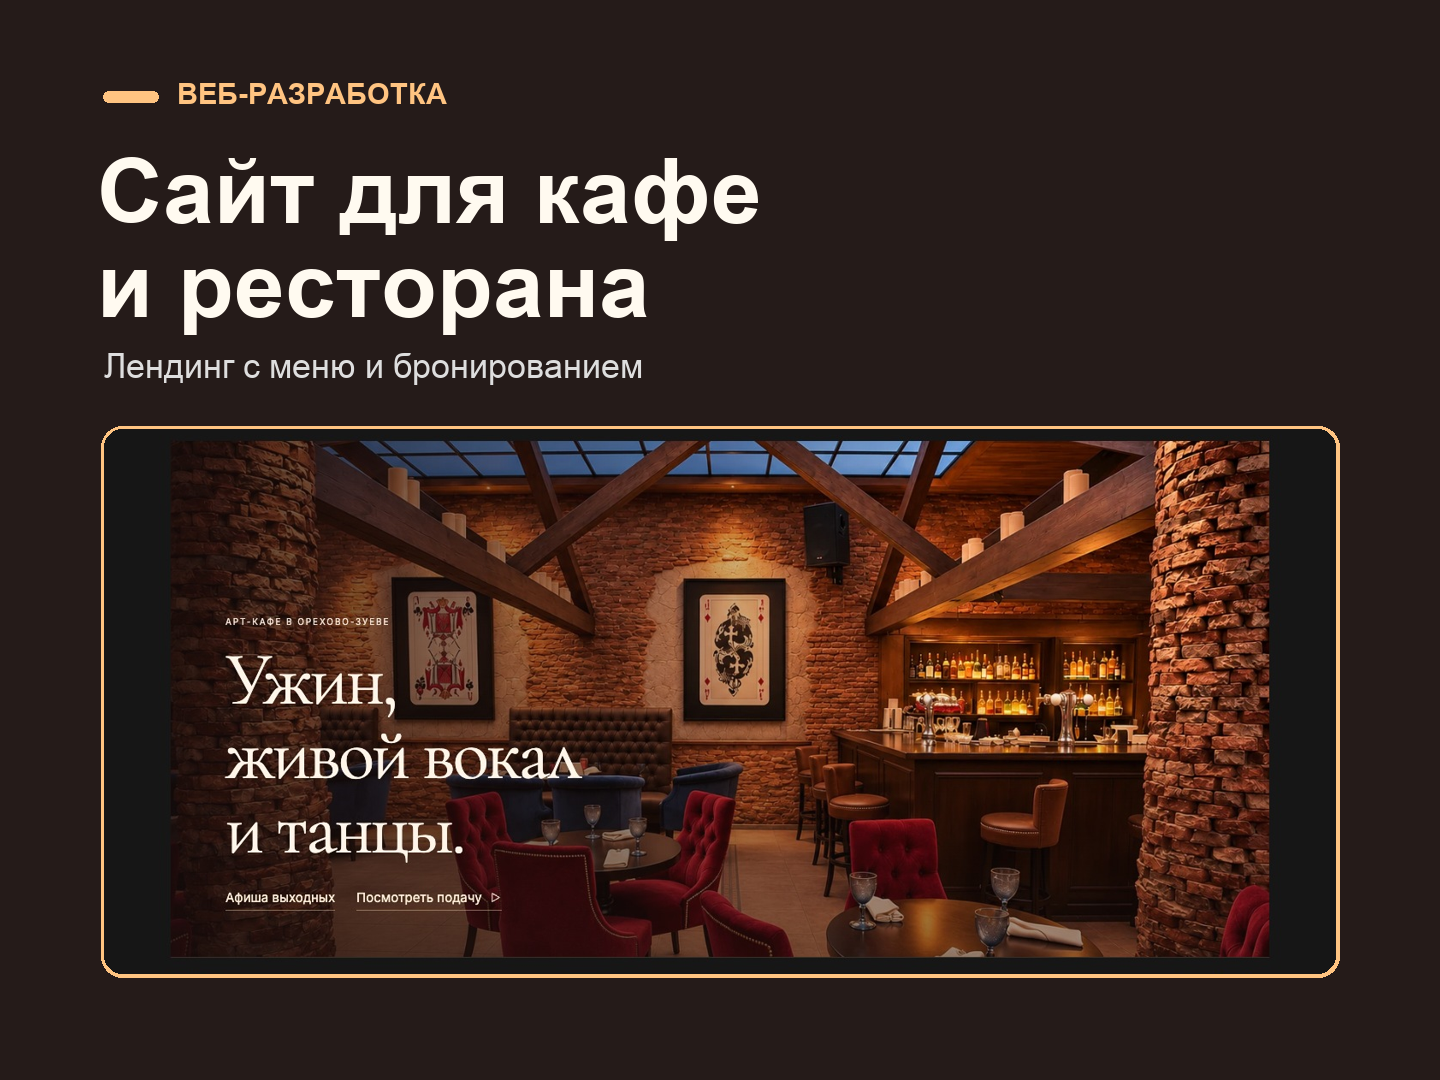 ВЕБ-РАЗРАБОТКА
Сайт для кафе
и ресторана
Лендинг с меню и бронированием
АРТ-КАФЕ В ОРЕХОВО-ЗУЕВЕ
Ужин,
живой вокал
и танцы.
Афиша выходных Посмотреть подачу ▷